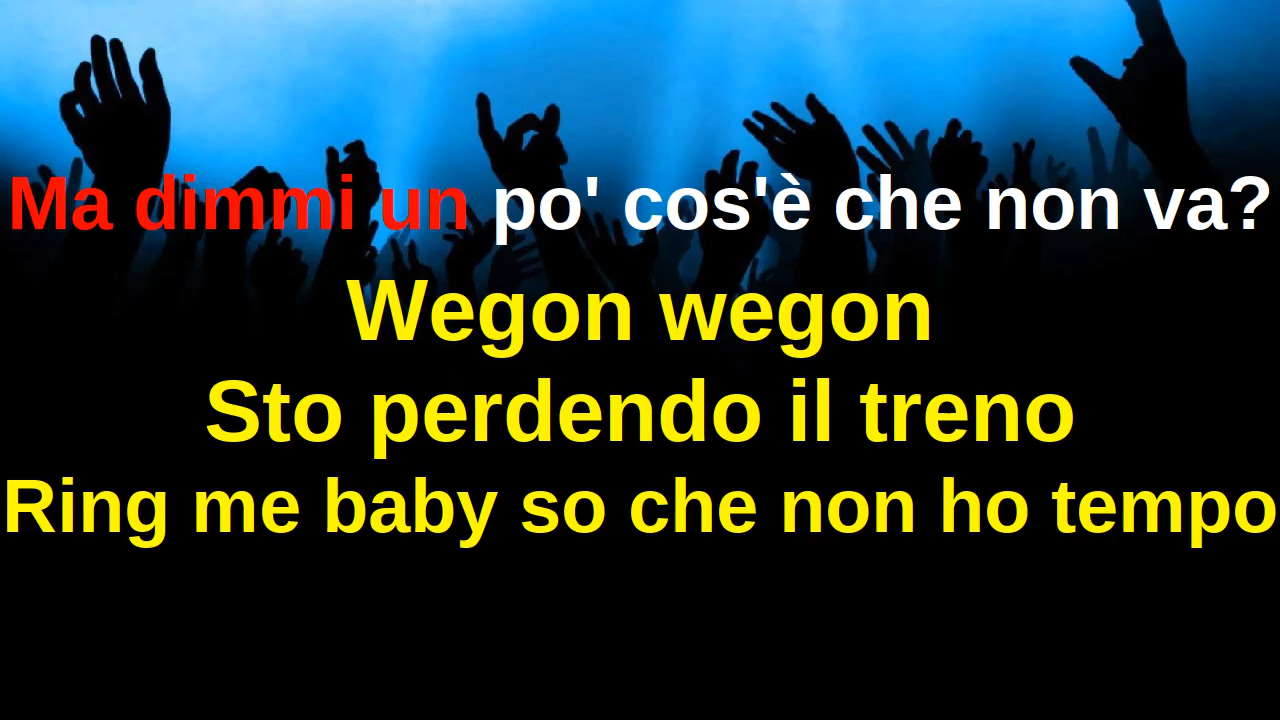 Ma dimmi un po' cos'è che non va?
Wegon wegon
Sto perdendo il treno
Ring me baby so che non ho tempo